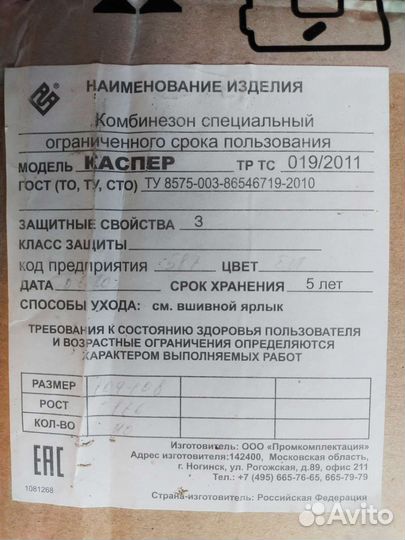 НАИМЕНОВАНИЕ ИЗДЕЛИЯ
Комбинезон специальный
ограниченного срока пользования
МОДЕЛЬ КАСПЕР ТР ТС 019/2011
ГОСТ (ТО, ТУ, СТО) ТУ 8575-003-86546719-2010
ЗАЩИТНЫЕ СВОЙСТВА З
КЛАСС ЗАЩИТЫ
код предприятия ЦВЕТ
ДАТА СРОК ХРАНЕНИЯ 5 лет
СПОСОБЫ УХОДА: см. вшивной ярлык
ТРЕБОВАНИЯ К СОСТОЯНИЮ ЗДОРОВЬЯ ПОЛЬЗОВАТЕЛЯ
И ВОЗРАСТНЫЕ ОГРАНИЧЕНИЯ ОПРЕДЕЛЯЮТСЯ
ХАРАКТЕРОМ ВЫПОЛНЯЕМЫХ РАБОТ
РАЗМЕР
РОСТ
КОЛ-ВО
Изготовитель: ООО «Промкомплектация»
Адрес изготовителя:142400, Московская область,
г. Ногинск, ул. Рогожская, д.89, офис 211
Тел.: +7 (495) 665-76-65, 665-79-79
EAC
1081268
Страна-изготовитель: Российская Федерация
Avito